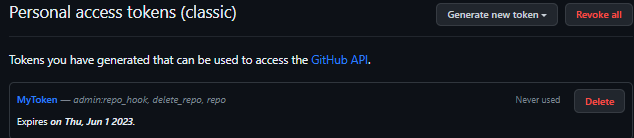 Personal access tokens (classic)
Generate new token
Revoke all
Tokens you have generated that can be used to access the GitHub API.
MyToken — admin:repo_hook, delete_repo, repo
Never used
Delete
Expires on Thu, Jun 1 2023.